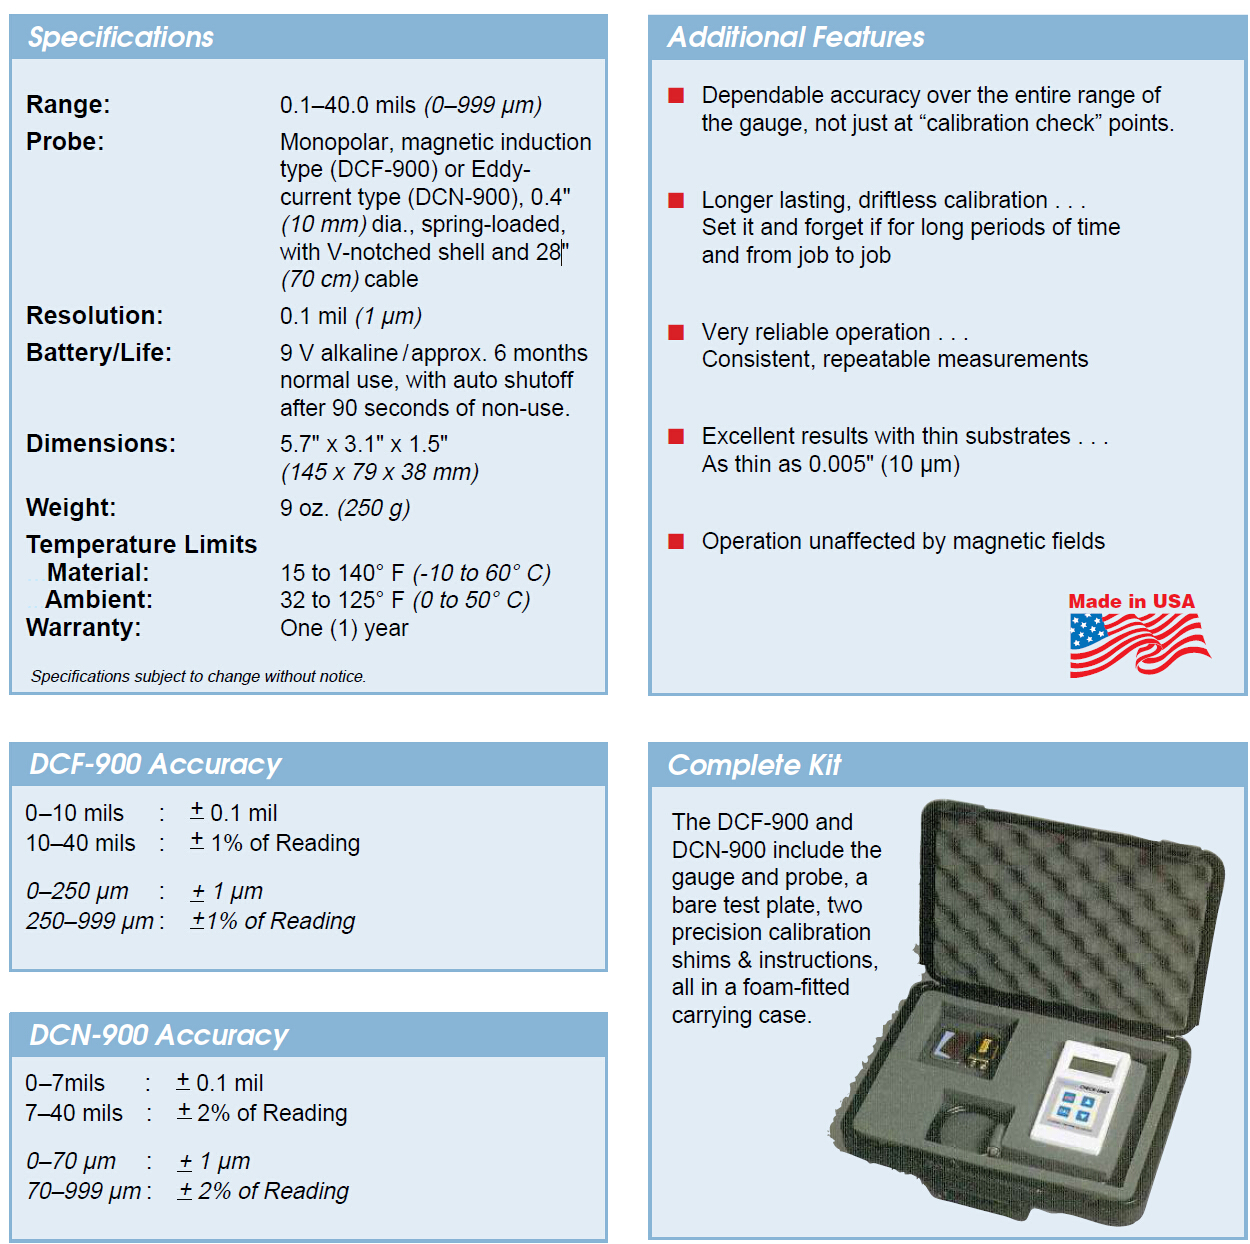 Specifications
Range: 0.1–40.0 mils (0–999 µm)
Probe: Monopolar, magnetic induction
type (DCF-900) or Eddy-
current type (DCN-900), 0.4"
(10 mm) dia., spring-loaded,
with V-notched shell and 28"
(70 cm) cable
Resolution: 0.1 mil (1 µm)
Battery/Life: 9 V alkaline/approx. 6 months
normal use, with auto shutoff
after 90 seconds of non-use.
Dimensions: 5.7" x 3.1" x 1.5"
(145 x 79 x 38 mm)
Weight: 9 oz. (250 g)
Temperature Limits
Material: 15 to 140° F (-10 to 60° C)
Ambient: 32 to 125° F (0 to 50° C)
Warranty: One (1) year
Specifications subject to change without notice.
Additional Features
Dependable accuracy over the entire range of
the gauge, not just at “calibration check” points.
Longer lasting, driftless calibration . . .
Set it and forget if for long periods of time
and from job to job
Very reliable operation . . .
Consistent, repeatable measurements
Excellent results with thin substrates . . .
As thin as 0.005" (10 µm)
Operation unaffected by magnetic fields
Made in USA
DCF-900 Accuracy
0–10 mils : ± 0.1 mil
10–40 mils : ± 1% of Reading
0–250 µm : ± 1 µm
250–999 µm : ±1% of Reading
DCN-900 Accuracy
0–7mils : ± 0.1 mil
7–40 mils : ± 2% of Reading
0–70 µm : ± 1 µm
70–999 µm : ± 2% of Reading
Complete Kit
The DCF-900 and
DCN-900 include the
gauge and probe, a
bare test plate, two
precision calibration
shims & instructions,
all in a foam-fitted
carrying case.
CHECK-LINE